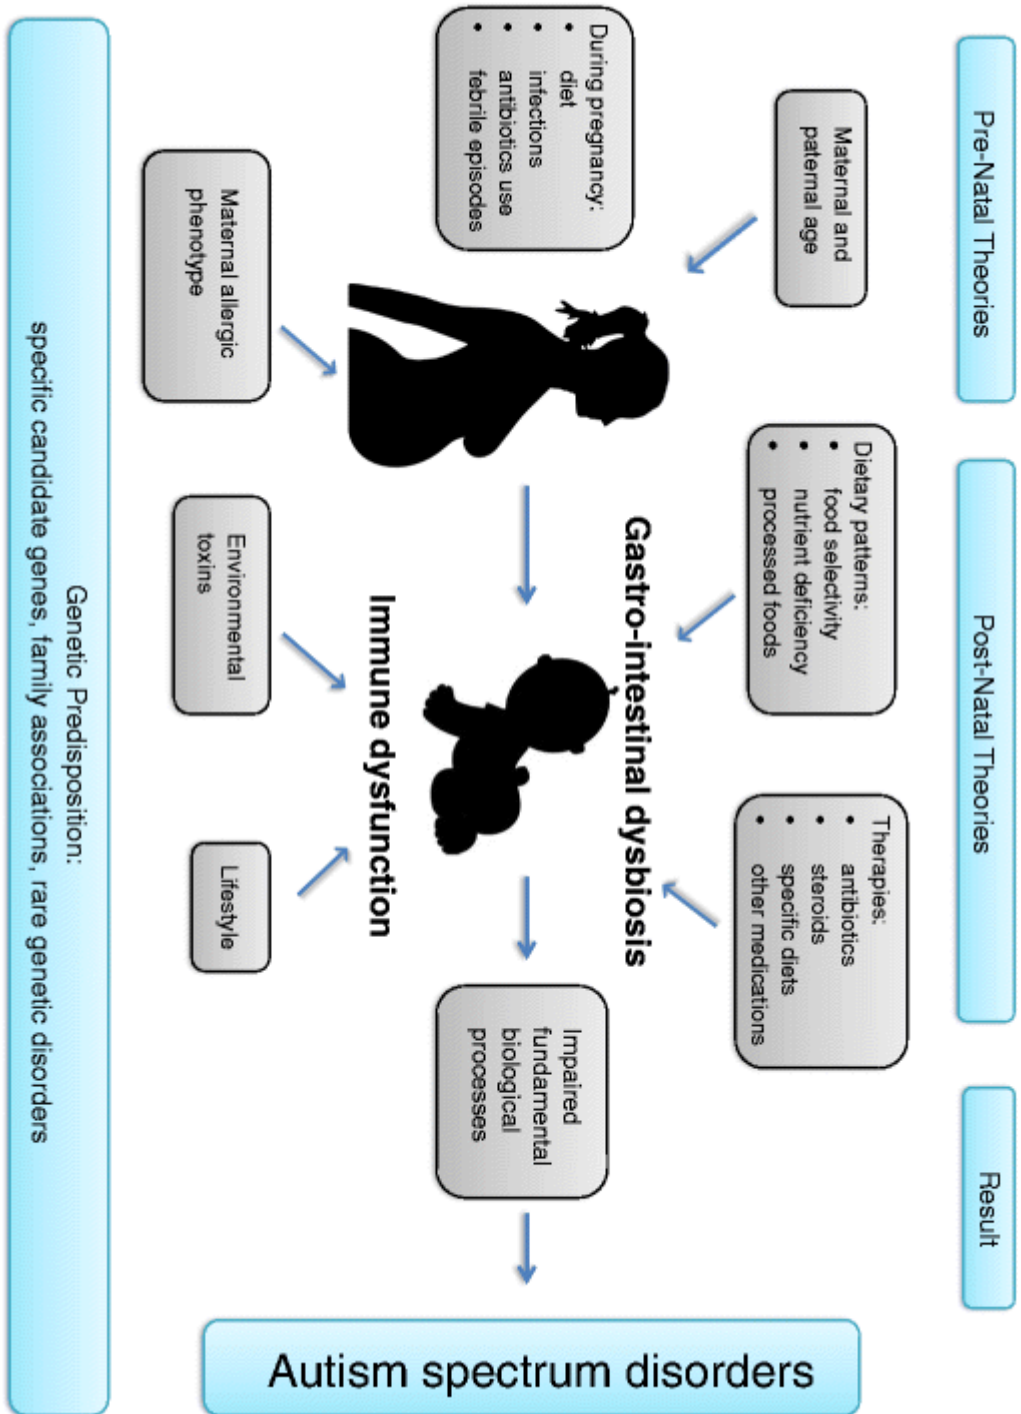 Pre-Natal Theories
Post-Natal Theories
Result
Maternal and
paternal age
During pregnancy:
• diet
• infections
• antibiotics use
• febrile episodes
Maternal allergic
phenotype
Dietary patterns:
• food selectivity
• nutrient deficiency
• processed foods
Therapies:
• antibiotics
• steroids
• specific diets
• other medications
Gastro-intestinal dysbiosis
Immune dysfunction
Environmental
toxins
Lifestyle
Impaired
fundamental
biological
processes
Autism spectrum disorders
Genetic Predisposition:
specific candidate genes, family associations, rare genetic disorders